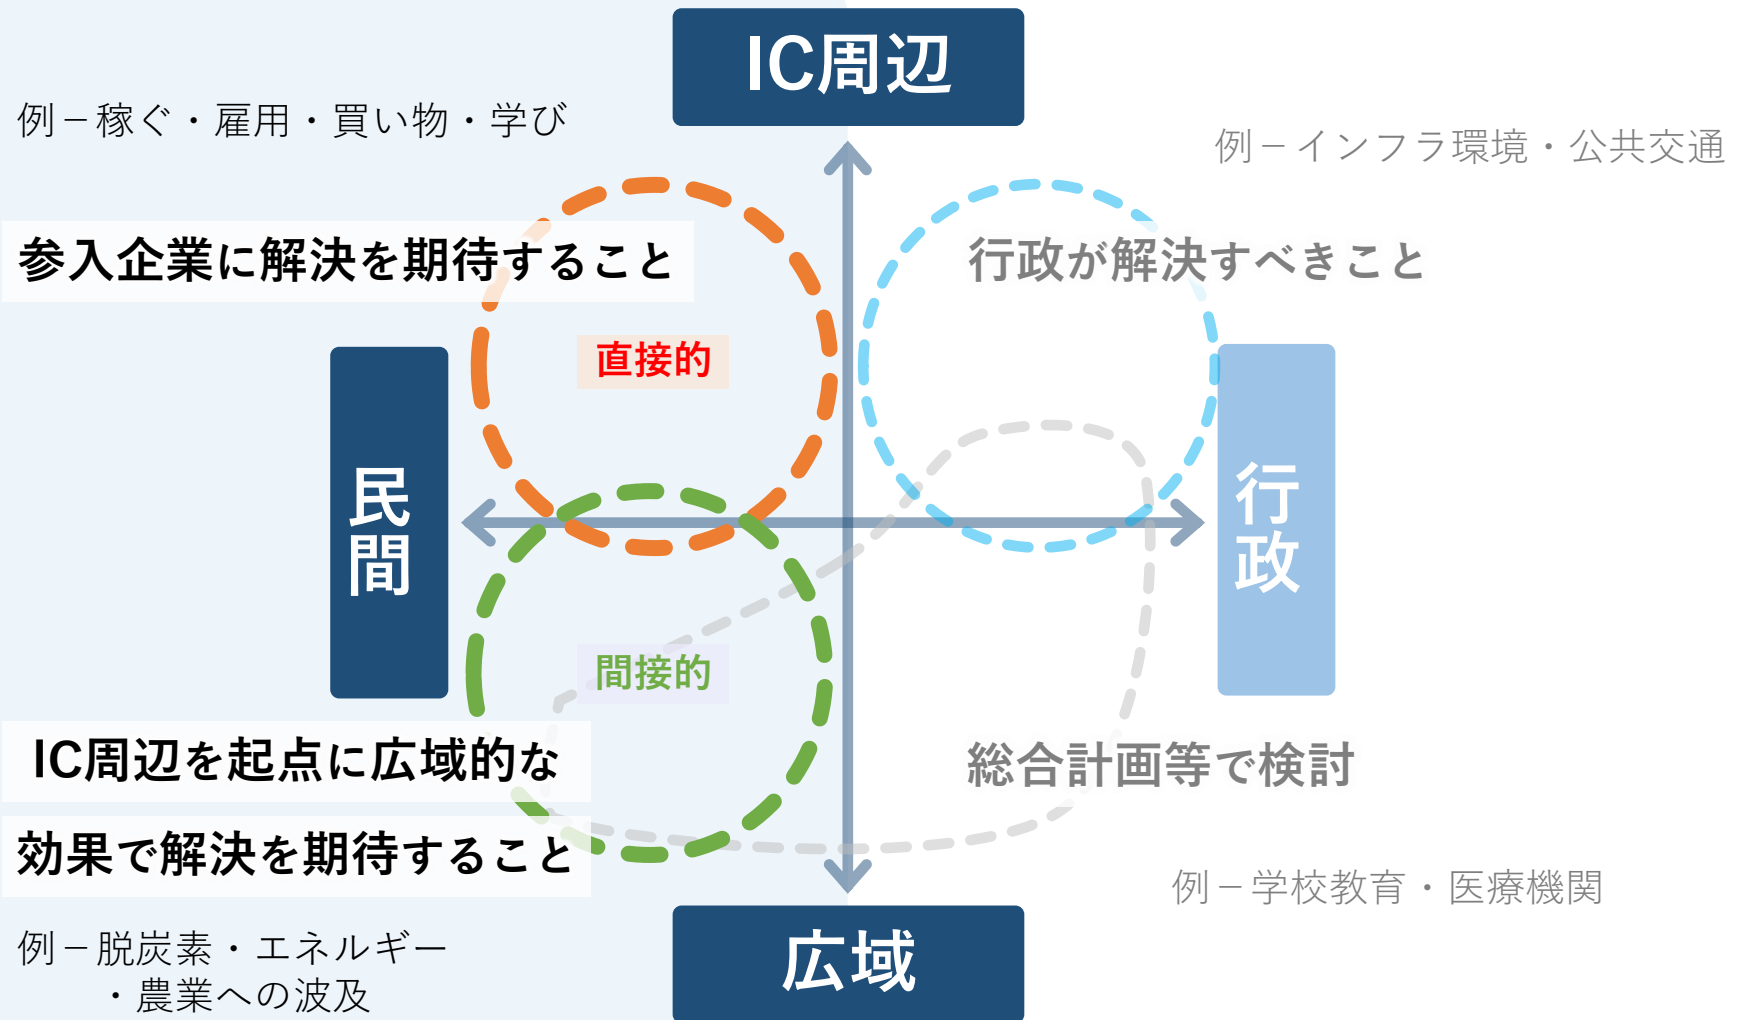 IC周辺
例－稼ぐ・雇用・買い物・学び
例－インフラ環境・公共交通
参入企業に解決を期待すること
行政が解決すべきこと
直接的
民間
行政
間接的
IC周辺を起点に広域的な
効果で解決を期待すること
総合計画等で検討
例－学校教育・医療機関
例－脱炭素・エネルギー
・農業への波及
広域